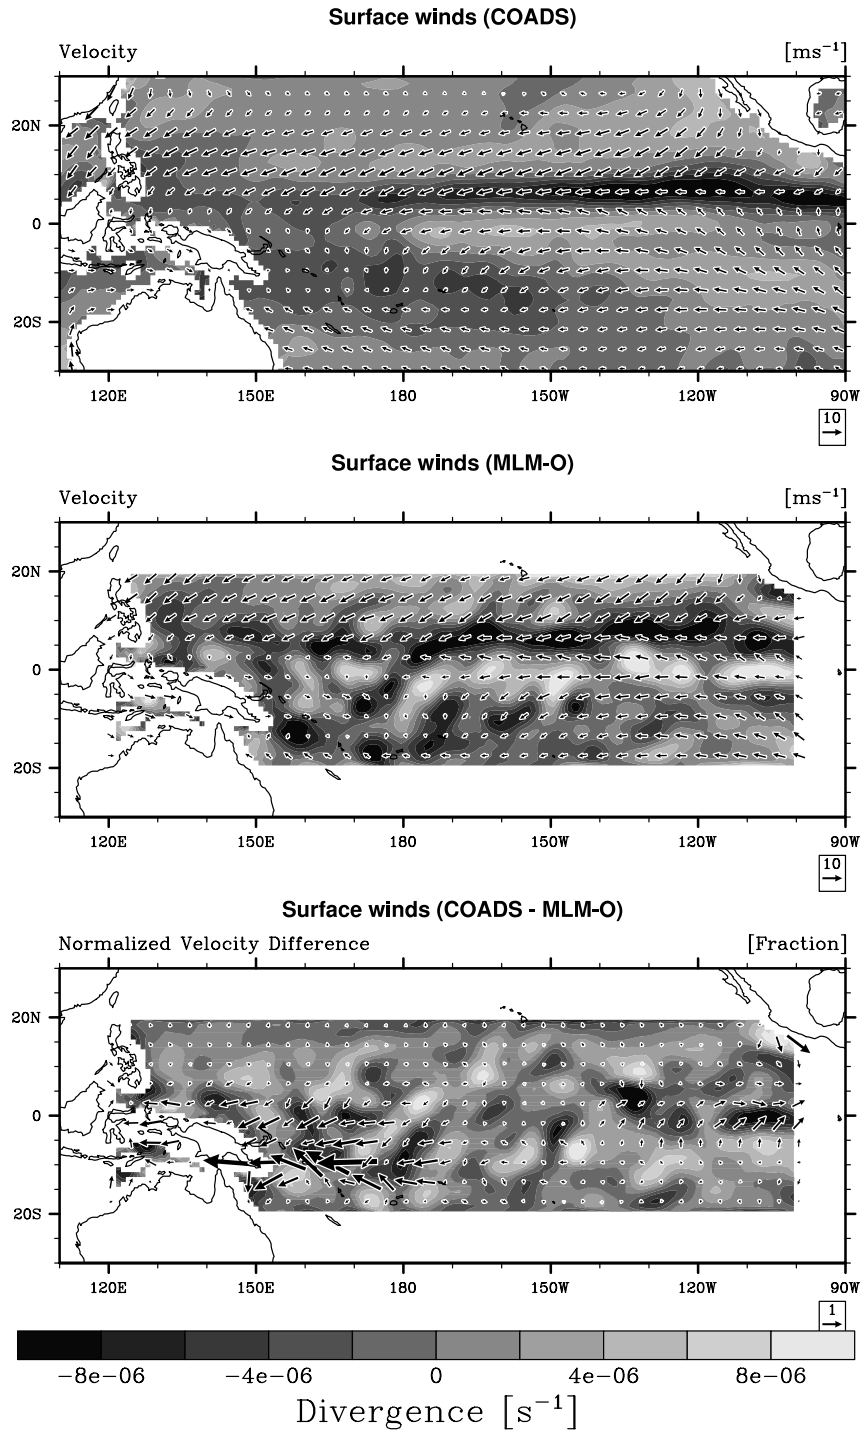 Surface winds (COADS)
Velocity [ms⁻¹]
20N
0
20S
120E 150E 180 150W 120W 90W
10
Surface winds (MLM-O)
Velocity [ms⁻¹]
20N
0
20S
120E 150E 180 150W 120W 90W
10
Surface winds (COADS - MLM-O)
Normalized Velocity Difference [Fraction]
20N
0
20S
120E 150E 180 150W 120W 90W
1
−8e−06 −4e−06 0 4e−06 8e−06
Divergence [s⁻¹]